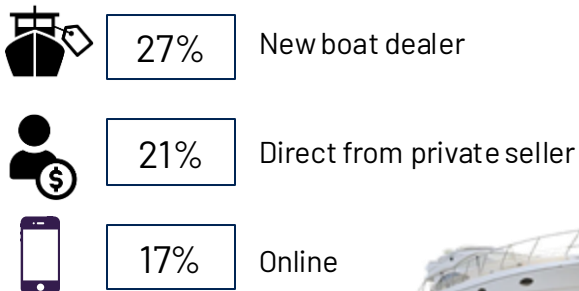 27% New boat dealer
$ 21% Direct from private seller
17% Online